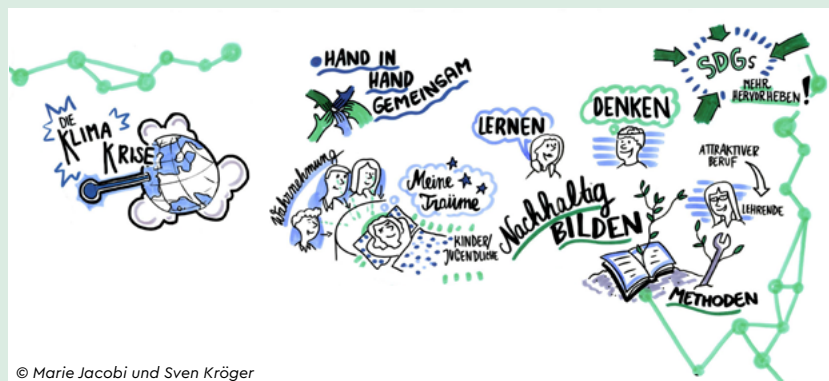 DIE
KLIMA
KRISE
HAND IN
HAND
GEMEINSAM
Wahrnehmung
Meine
Träume
KINDER/
JUGENDLICHE
LERNEN
DENKEN
Nachhaltig
BILDEN
SDGs
MEHR
HERVORHEBEN!
ATTRAKTIVER
BERUF
LEHRENDE
METHODEN
© Marie Jacobi und Sven Kröger